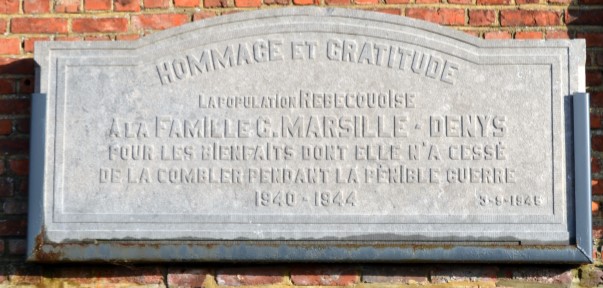 HOMMAGE ET GRATITUDE
LA POPULATION REBECQUOISE
A LA FAMILLE G. MARSILLE - DENYS
POUR LES BIENFAITS DONT ELLE N'A CESSÉ
DE LA COMBLER PENDANT LA PÉNIBLE GUERRE
1940 - 1944
3-9-1945